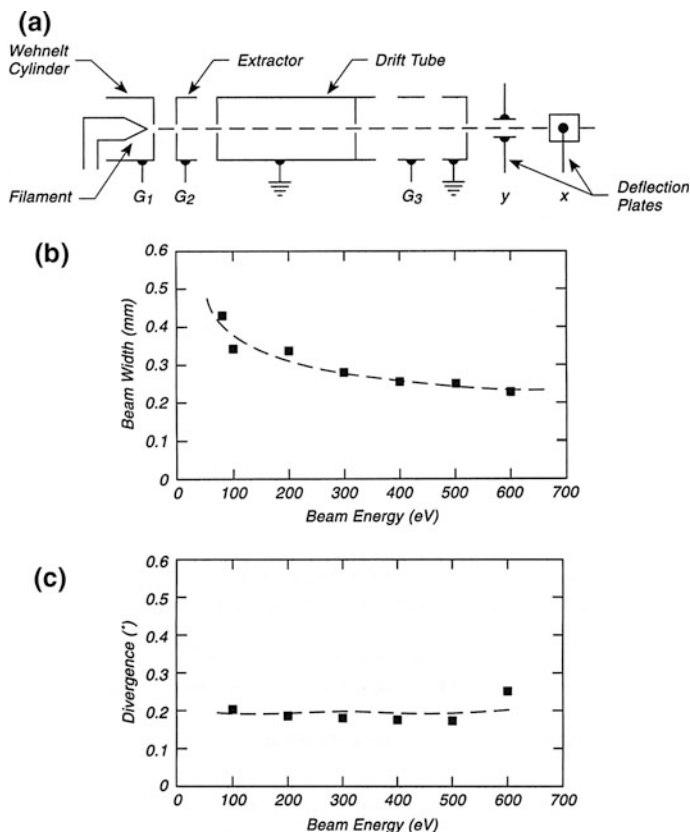 (a)
Wehnelt
Cylinder
Extractor
Drift Tube
Filament
G1
G2
G3
y
x
Deflection
Plates
(b)
0.6
0.5
0.4
0.3
0.2
0.1
0
Beam Width (mm)
0 100 200 300 400 500 600 700
Beam Energy (eV)
(c)
0.6
0.5
0.4
0.3
0.2
0.1
0
Divergence (°)
0 100 200 300 400 500 600 700
Beam Energy (eV)